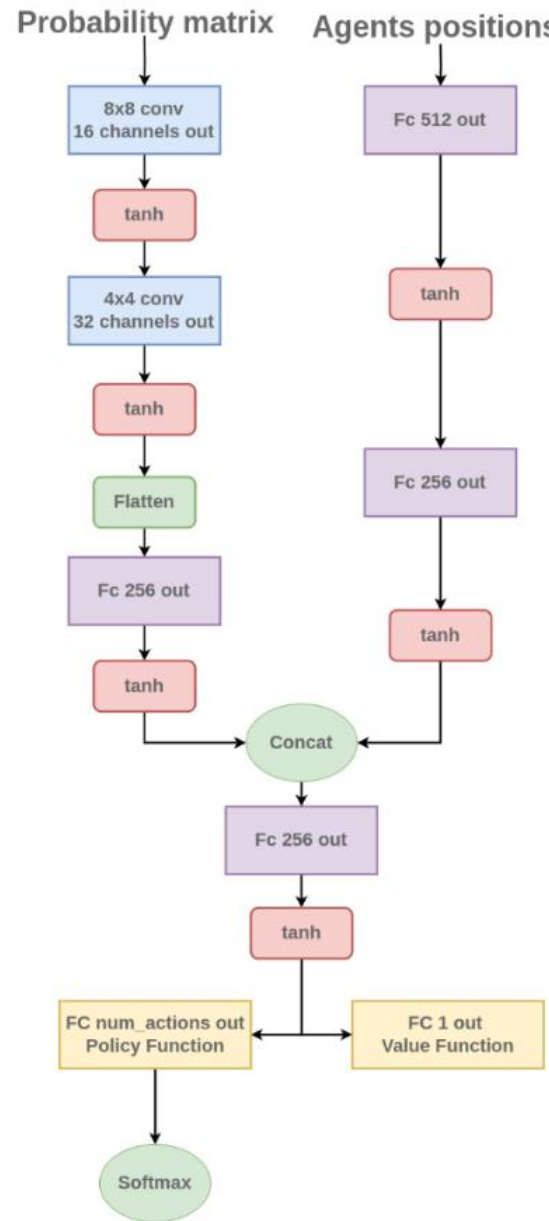 Probability matrix
Agents positions
8x8 conv
16 channels out
tanh
4x4 conv
32 channels out
tanh
Flatten
Fc 256 out
tanh
Fc 512 out
tanh
Fc 256 out
tanh
Concat
Fc 256 out
tanh
FC num_actions out
Policy Function
FC 1 out
Value Function
Softmax